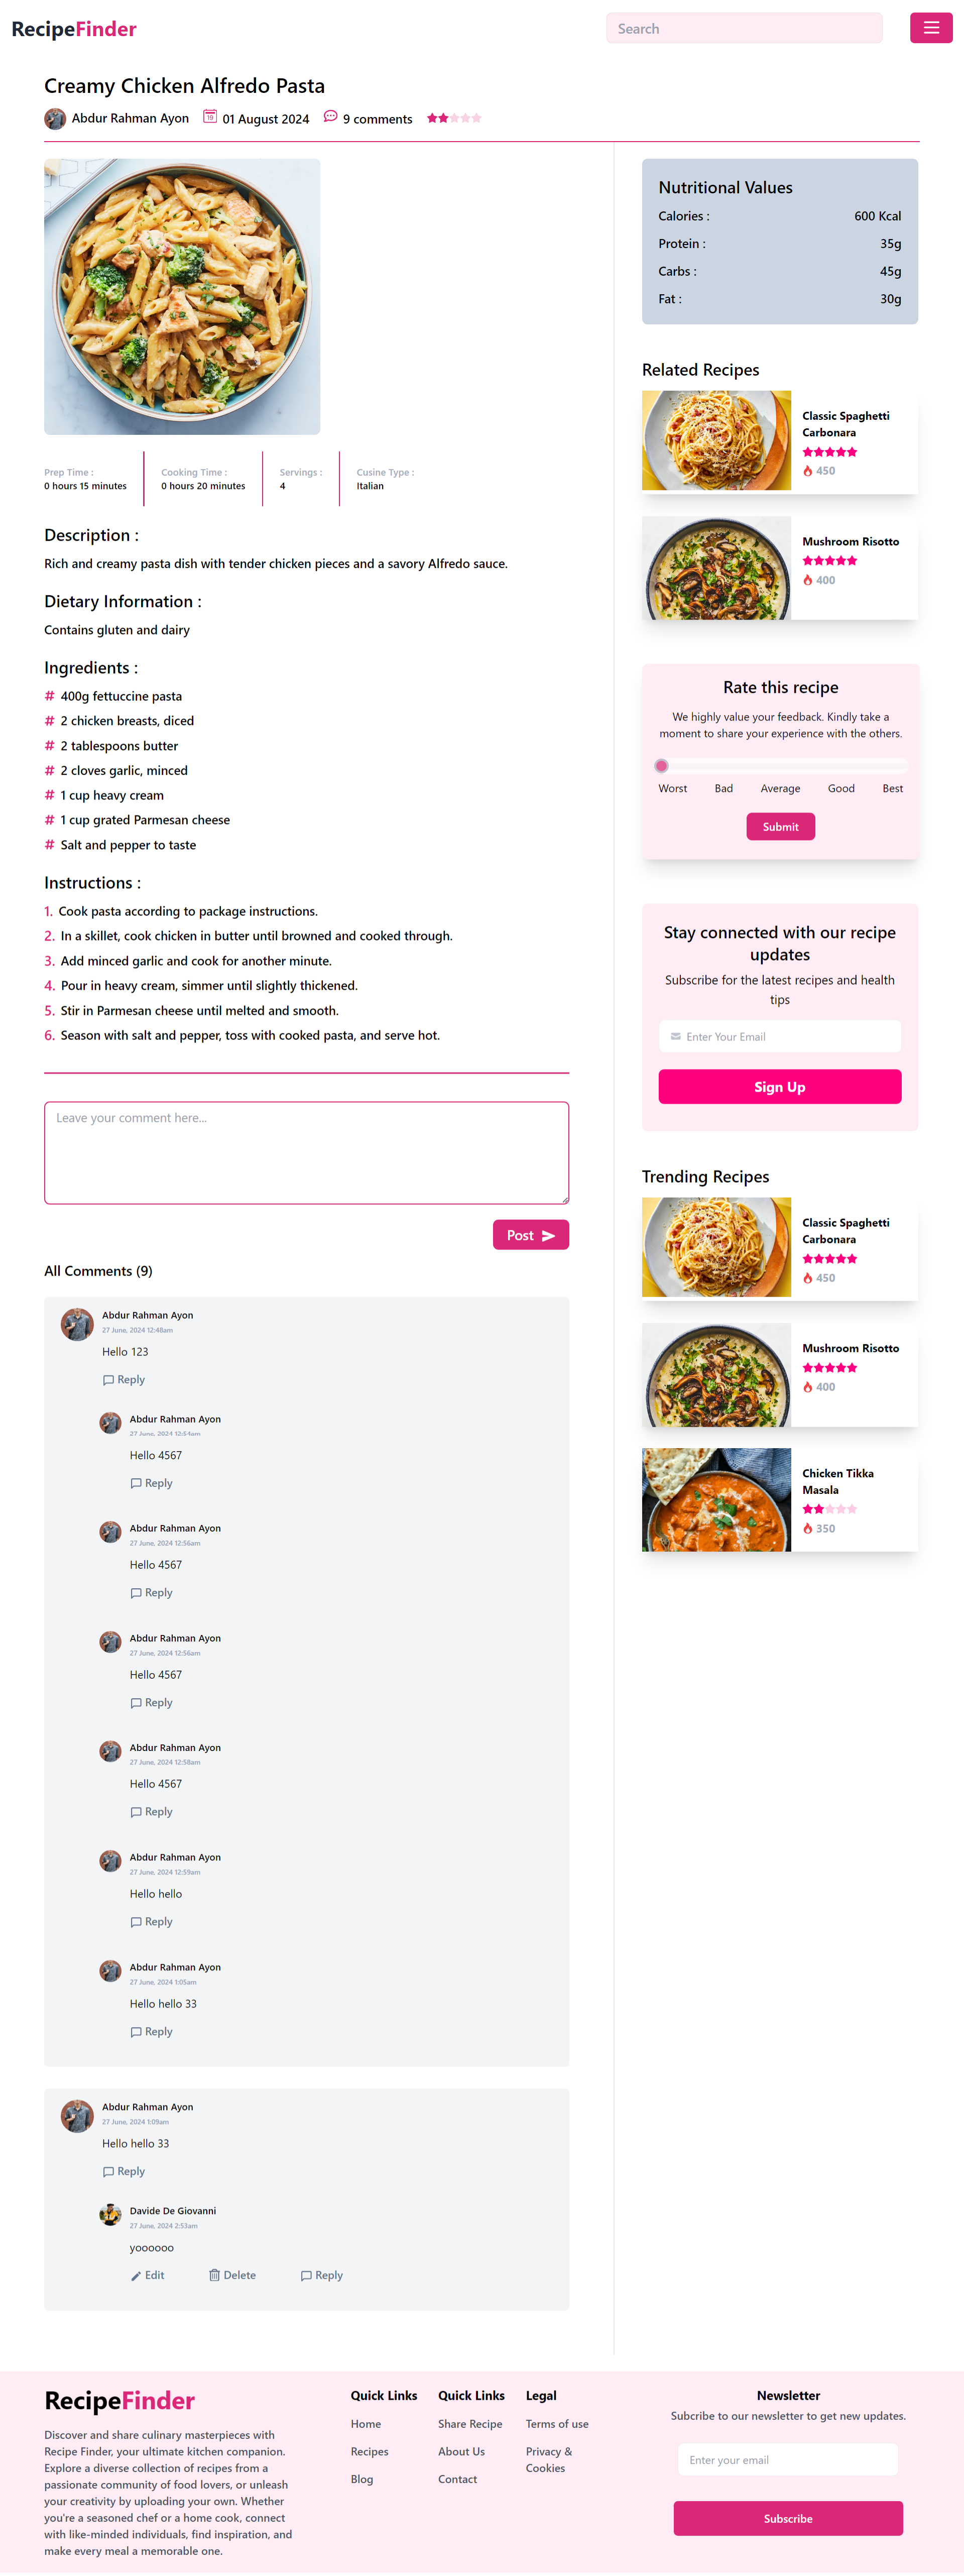 RecipeFinder
Search
Creamy Chicken Alfredo Pasta
Abdur Rahman Ayon
19
01 August 2024
9 comments
Prep Time :
0 hours 15 minutes
Cooking Time :
0 hours 20 minutes
Servings :
4
Cusine Type :
Italian
Description :
Rich and creamy pasta dish with tender chicken pieces and a savory Alfredo sauce.
Dietary Information :
Contains gluten and dairy
Ingredients :
# 400g fettuccine pasta
# 2 chicken breasts, diced
# 2 tablespoons butter
# 2 cloves garlic, minced
# 1 cup heavy cream
# 1 cup grated Parmesan cheese
# Salt and pepper to taste
Instructions :
1. Cook pasta according to package instructions.
2. In a skillet, cook chicken in butter until browned and cooked through.
3. Add minced garlic and cook for another minute.
4. Pour in heavy cream, simmer until slightly thickened.
5. Stir in Parmesan cheese until melted and smooth.
6. Season with salt and pepper, toss with cooked pasta, and serve hot.
Leave your comment here...
Post
All Comments (9)
Abdur Rahman Ayon
27 June, 2024 12:48am
Hello 123
Reply
Abdur Rahman Ayon
27 June, 2024 12:54am
Hello 4567
Reply
Abdur Rahman Ayon
27 June, 2024 12:56am
Hello 4567
Reply
Abdur Rahman Ayon
27 June, 2024 12:56am
Hello 4567
Reply
Abdur Rahman Ayon
27 June, 2024 12:58am
Hello 4567
Reply
Abdur Rahman Ayon
27 June, 2024 12:59am
Hello hello
Reply
Abdur Rahman Ayon
27 June, 2024 1:05am
Hello hello 33
Reply
Abdur Rahman Ayon
27 June, 2024 1:09am
Hello hello 33
Reply
Davide De Giovanni
27 June, 2024 2:53am
yoooooo
Edit
Delete
Reply
Nutritional Values
Calories : 600 Kcal
Protein : 35g
Carbs : 45g
Fat : 30g
Related Recipes
Classic Spaghetti
Carbonara
450
Mushroom Risotto
400
Rate this recipe
We highly value your feedback. Kindly take a
moment to share your experience with the others.
Worst Bad Average Good Best
Submit
Stay connected with our recipe
updates
Subscribe for the latest recipes and health
tips
Enter Your Email
Sign Up
Trending Recipes
Classic Spaghetti
Carbonara
450
Mushroom Risotto
400
Chicken Tikka
Masala
350
RecipeFinder
Discover and share culinary masterpieces with
Recipe Finder, your ultimate kitchen companion.
Explore a diverse collection of recipes from a
passionate community of food lovers, or unleash
your creativity by uploading your own. Whether
you're a seasoned chef or a home cook, connect
with like-minded individuals, find inspiration, and
make every meal a memorable one.
Quick Links
Home
Recipes
Blog
Quick Links
Share Recipe
About Us
Contact
Legal
Terms of use
Privacy &
Cookies
Newsletter
Subcribe to our newsletter to get new updates.
Enter your email
Subscribe